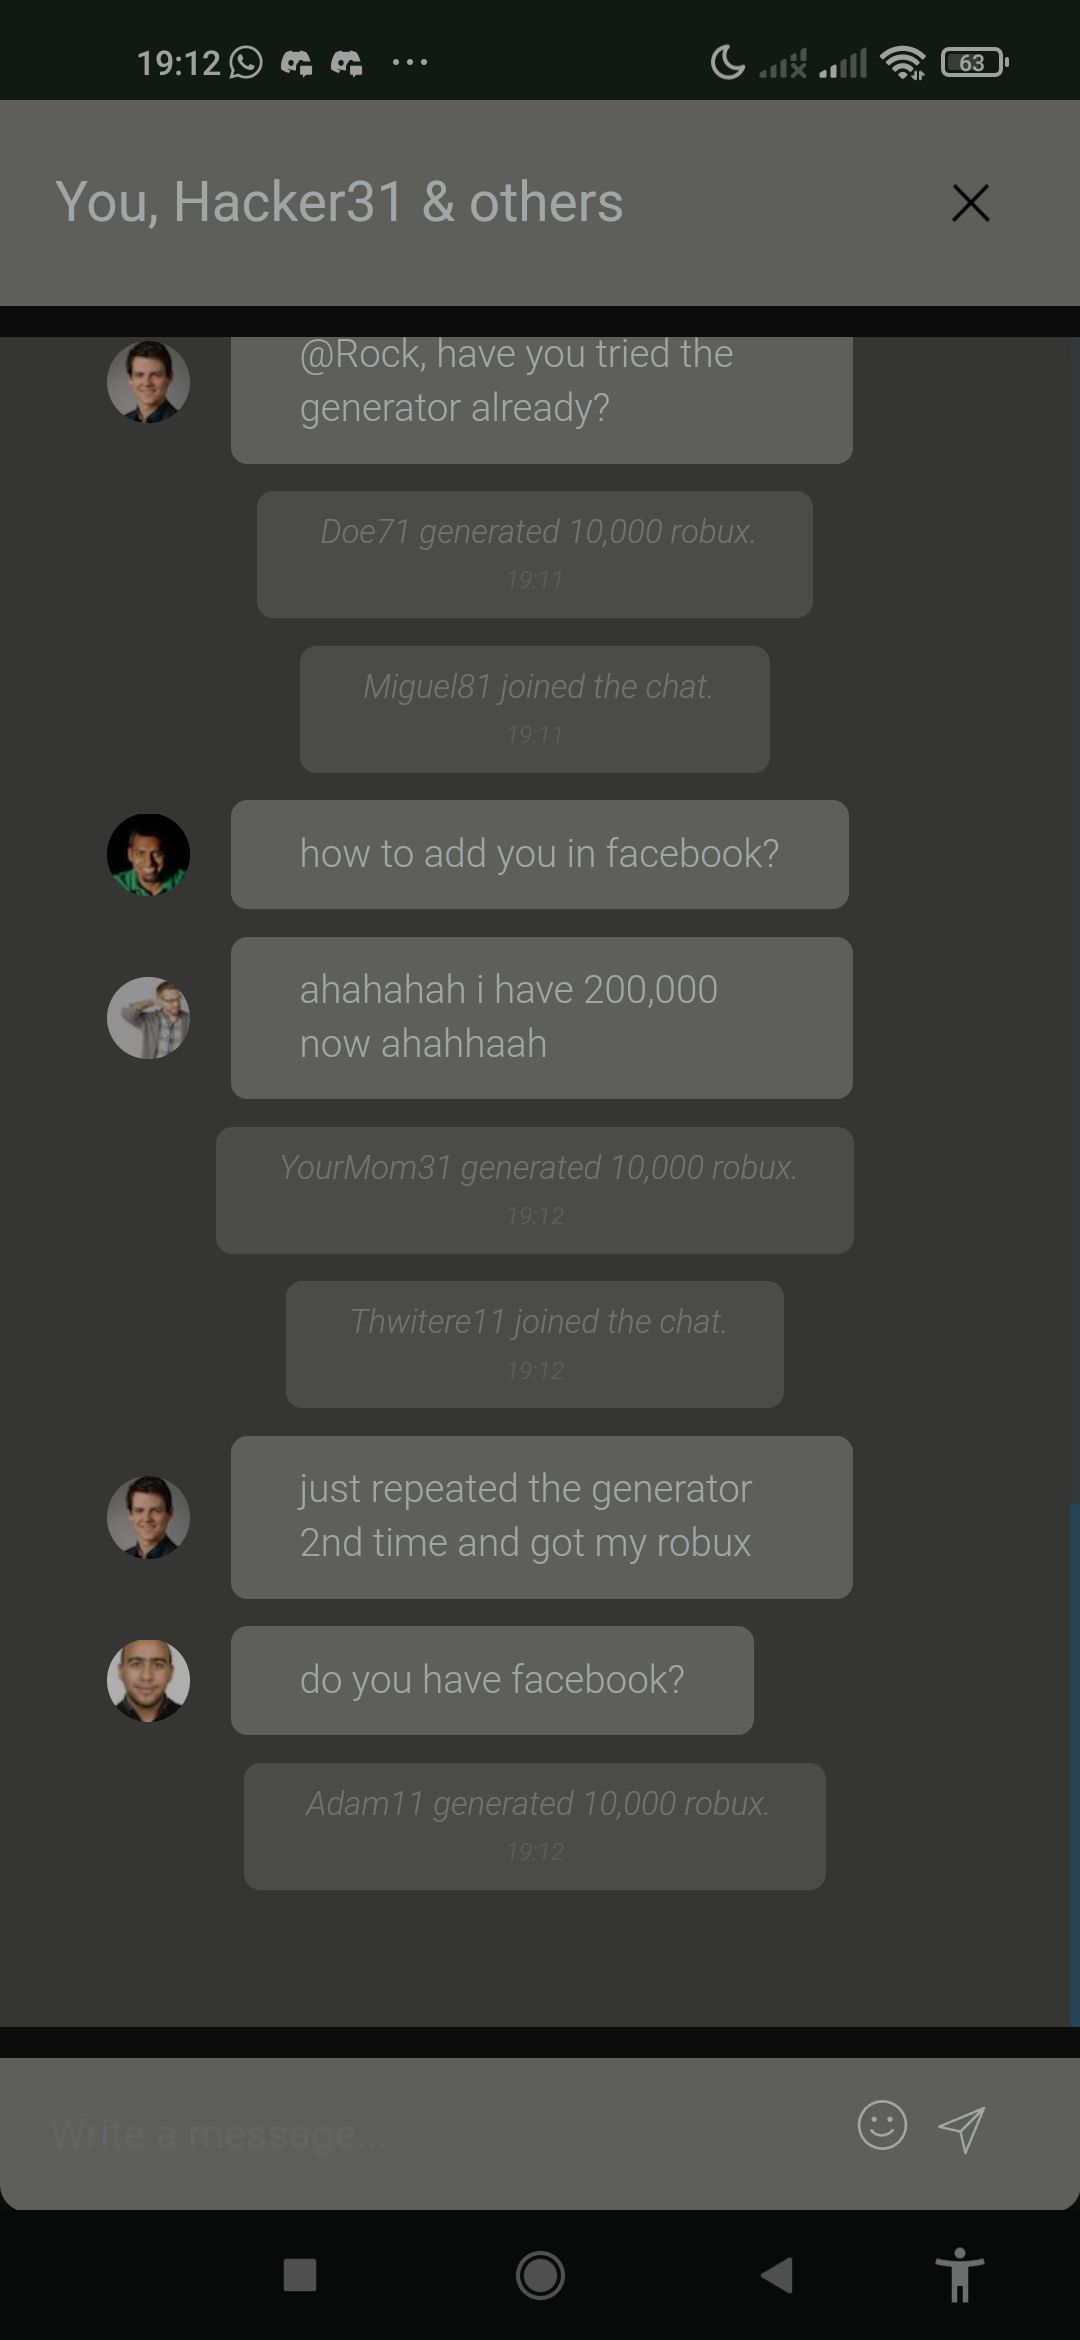 19:12
63
You, Hacker31 & others
@Rock, have you tried the
generator already?
Doe71 generated 10,000 robux.
19:11
Miguel81 joined the chat.
19:11
how to add you in facebook?
ahahahah i have 200,000
now ahahhaah
YourMom31 generated 10,000 robux.
19:12
Thwitere11 joined the chat.
19:12
just repeated the generator
2nd time and got my robux
do you have facebook?
Adam11 generated 10,000 robux.
19:12
Write a message...